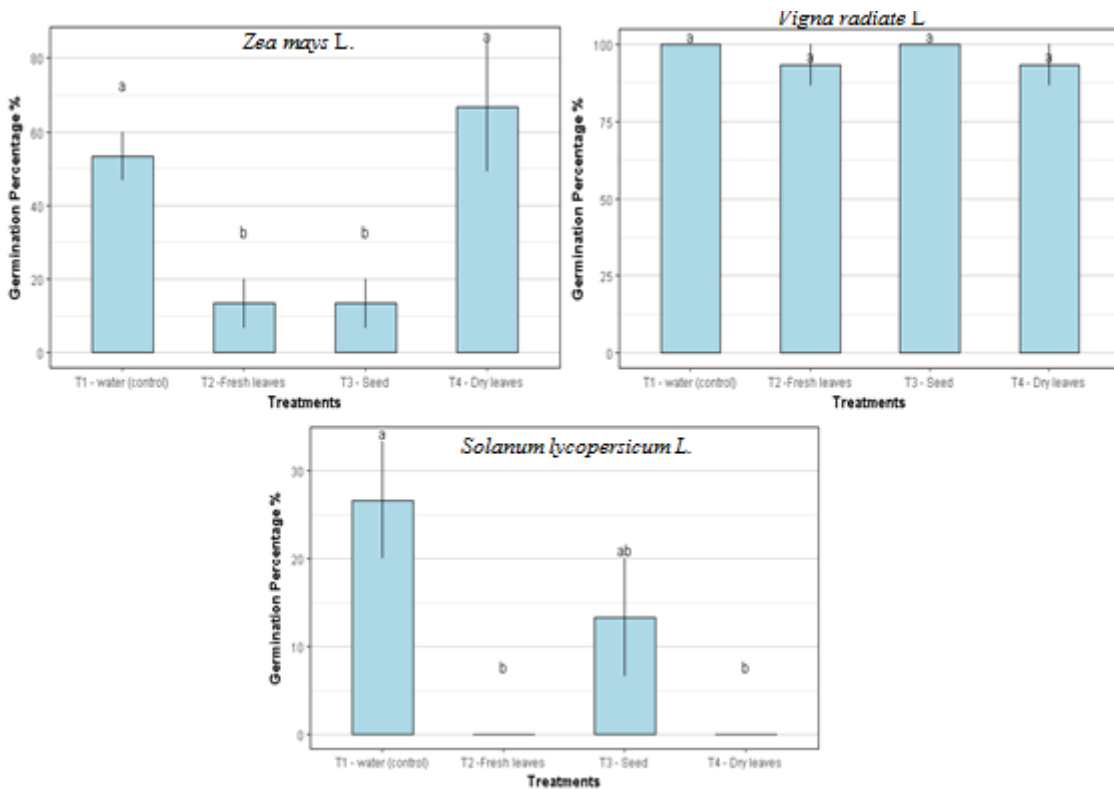 Zea mays L.
a
a
b
b
80
60
40
20
0
Germination Percentage %
T1 - water (control) T2 -Fresh leaves T3 - Seed T4 - Dry leaves
Treatments
Vigna radiate L
a
a
a
a
100
75
50
25
0
Germination Percentage %
T1 - water (control) T2 -Fresh leaves T3 - Seed T4 - Dry leaves
Treatments
Solanum lycopersicum L.
a
ab
b
b
30
20
10
0
Germination Percentage %
T1 - water (control) T2 -Fresh leaves T3 - Seed T4 - Dry leaves
Treatments